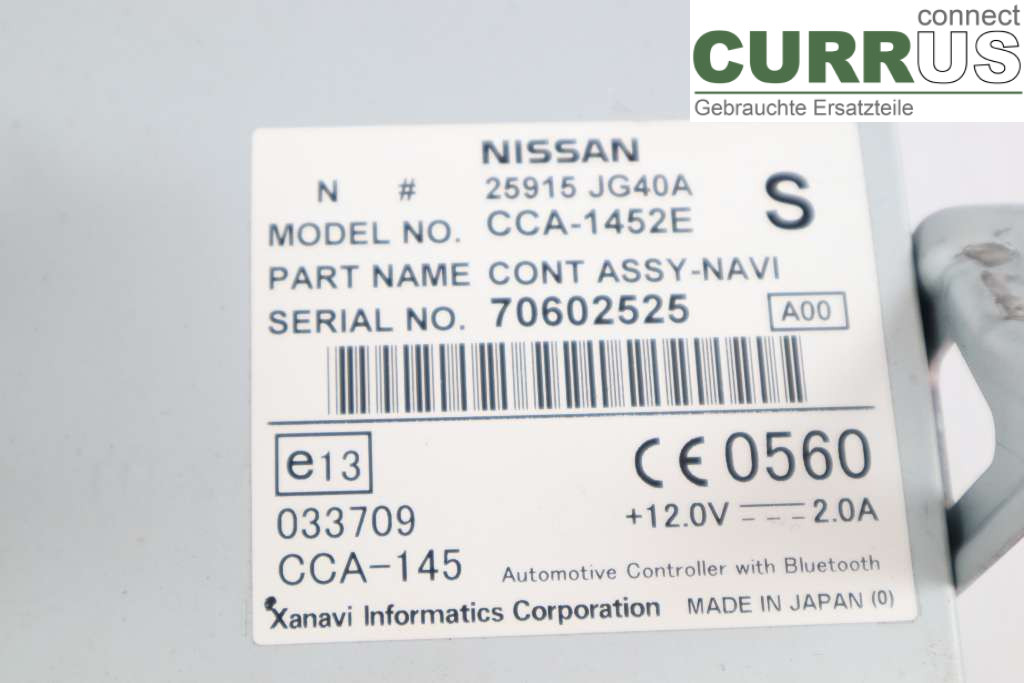 connect
CURRUS
Gebrauchte Ersatzteile
NISSAN
N # 25915 JG40A S
MODEL NO. CCA-1452E
PART NAME CONT ASSY-NAVI
SERIAL NO. 70602525 A00
e13 CE 0560
033709 +12.0V 2.0A
CCA-145 Automotive Controller with Bluetooth
Xanavi Informatics Corporation MADE IN JAPAN (0)